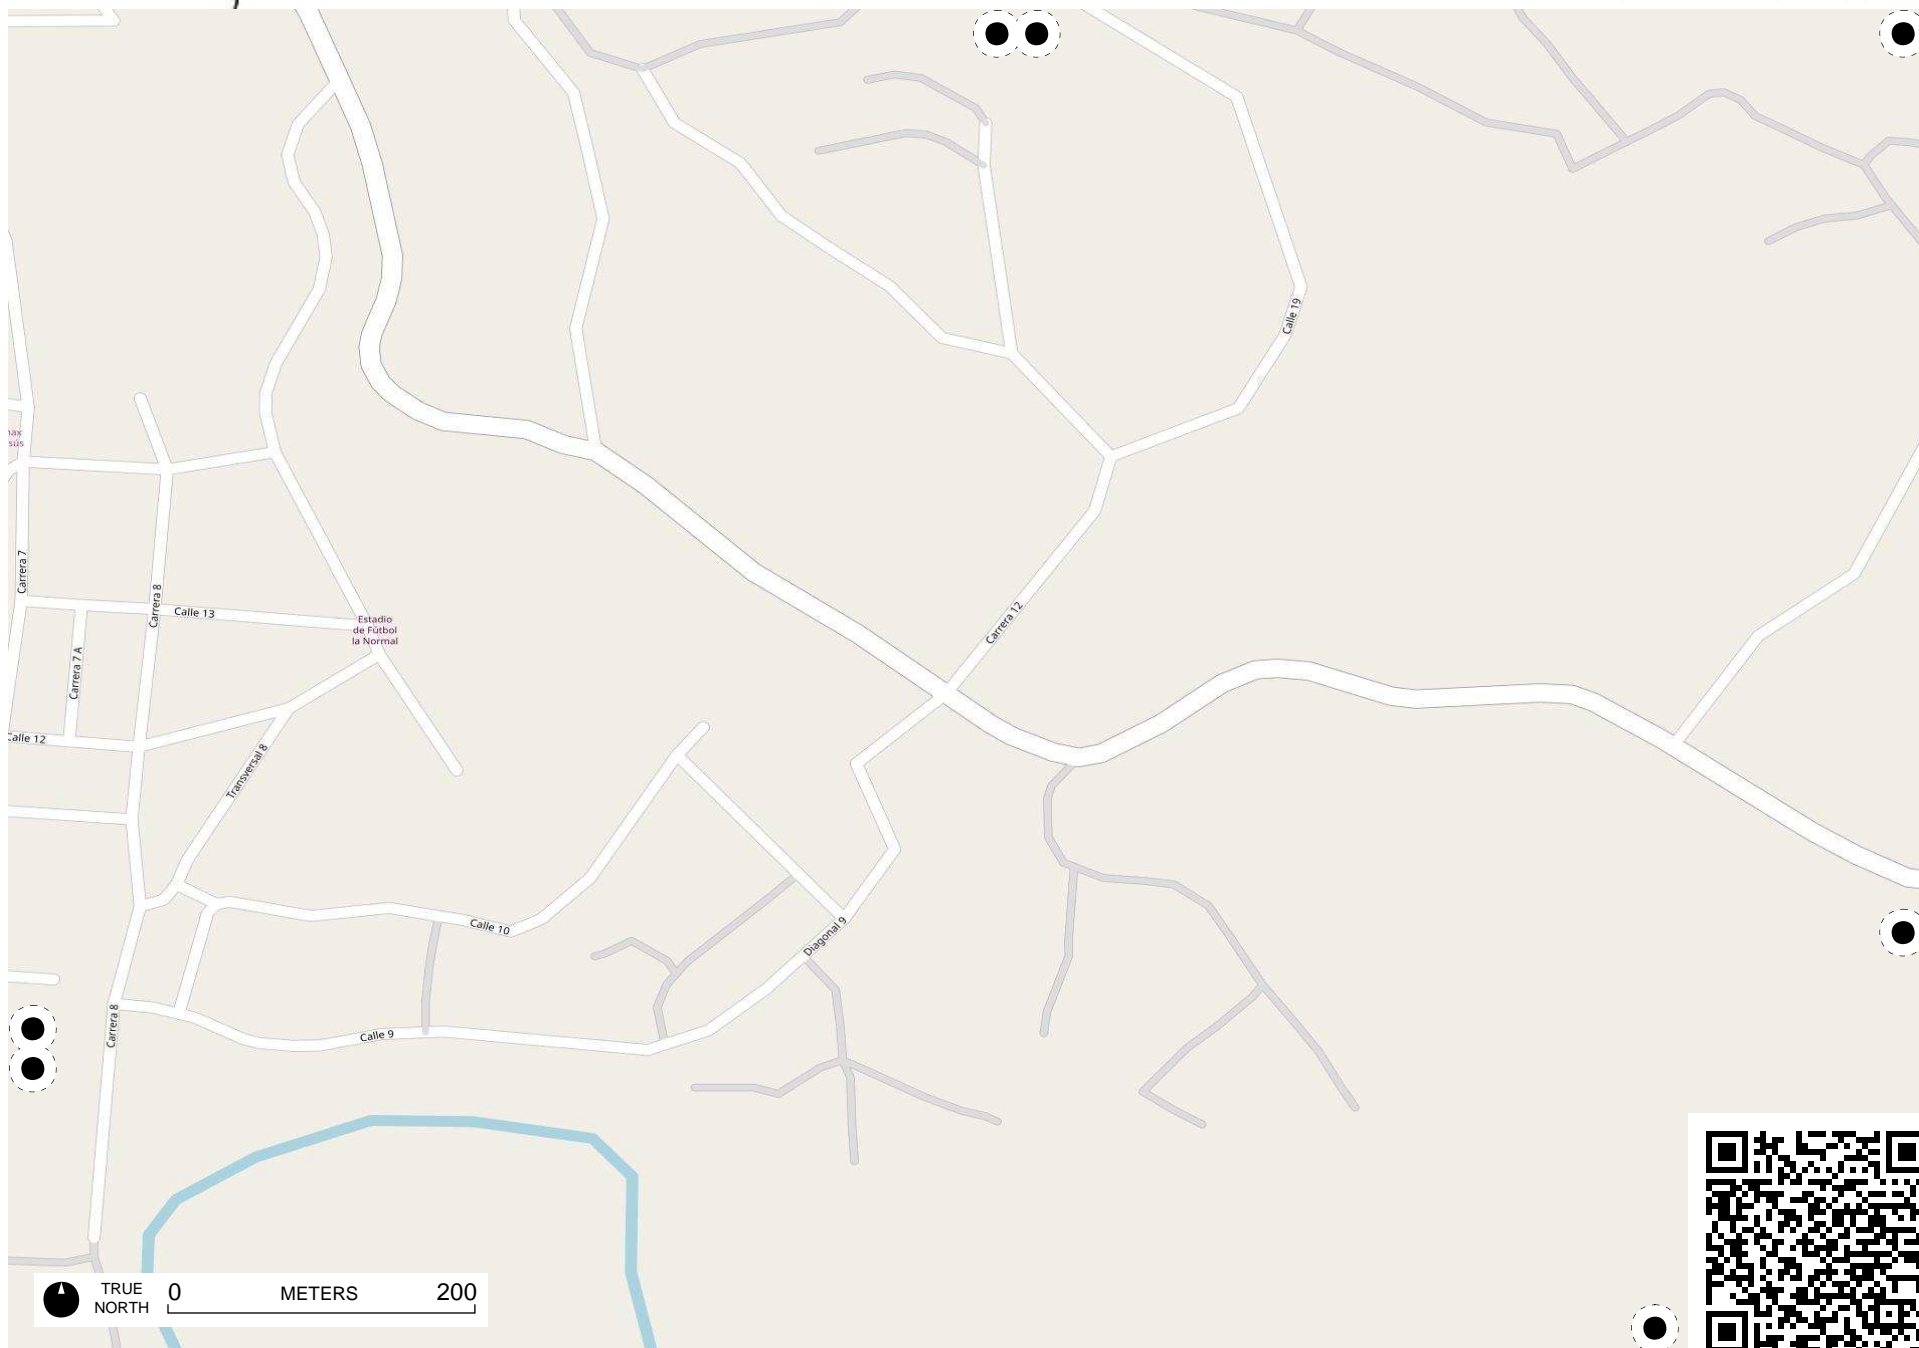 Calle 19
Carrera 7
Carrera 8
Calle 13
Estadio
de Fútbol
la Normal
Carrera 12
Carrera 7 A
Calle 12
Transversal 8
Calle 10
Diagonal 9
Carrera 8
Calle 9
TRUE
NORTH
0 METERS 200